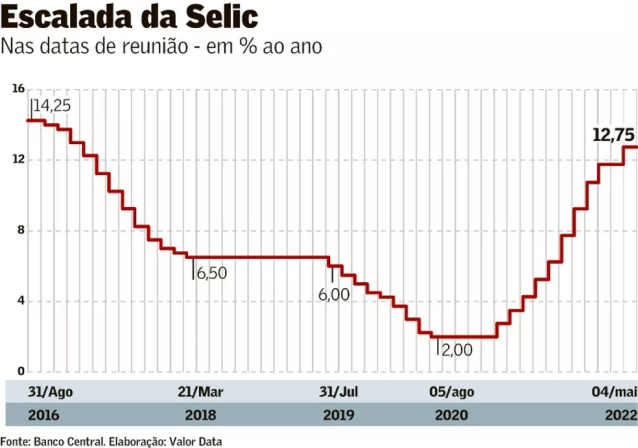 Escalada da Selic
Nas datas de reunião - em % ao ano
16
14,25
12,75
12
8
6,50
6,00
4
2,00
0
31/Ago 21/Mar 31/Jul 05/ago 04/mai
2016 2018 2019 2020 2022
Fonte: Banco Central. Elaboração: Valor Data